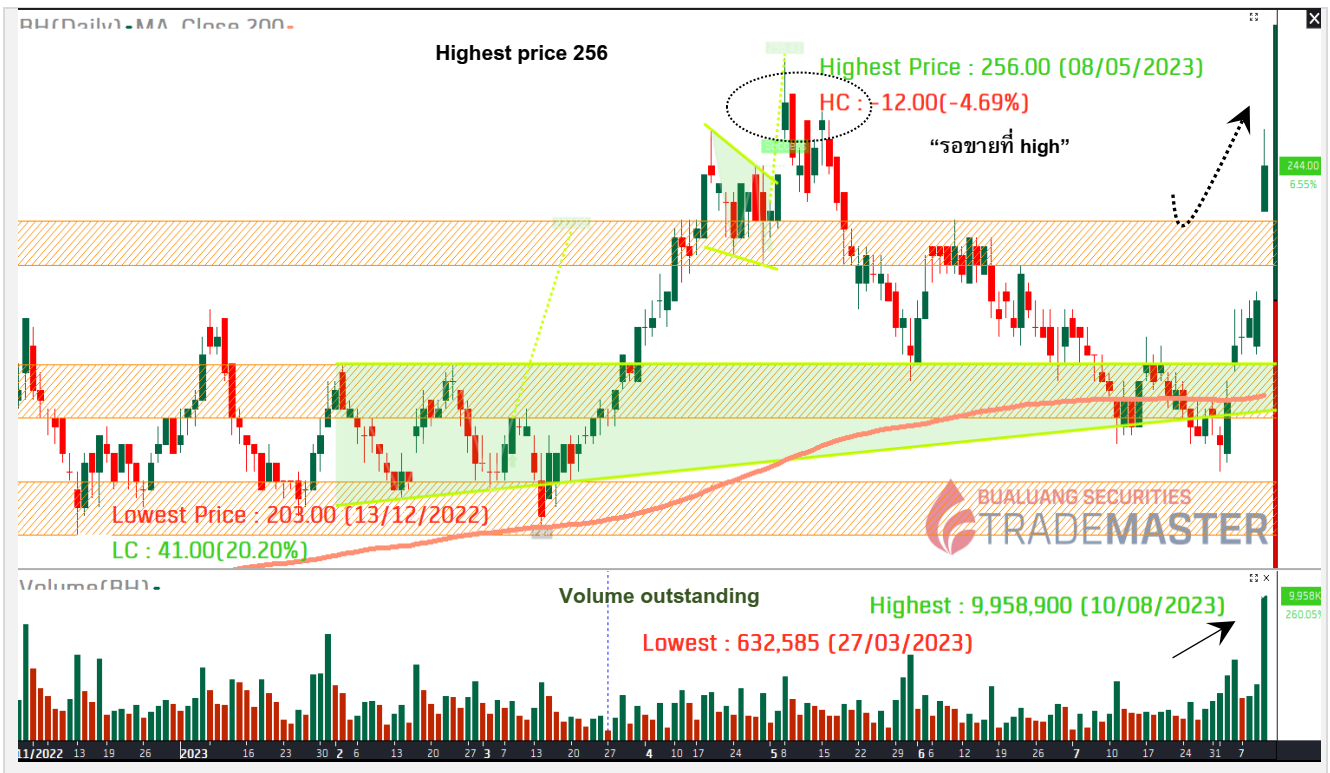 BH(Daily) MA Close 200
Highest price 256
Highest Price : 256.00 (08/05/2023)
HC : -12.00(-4.69%)
“รอขายที่ high”
244.00
6.55%
Lowest Price : 203.00 (13/12/2022)
LC : 41.00(20.20%)
BUALUANG SECURITIES
TRADEMASTER
Volume(BH)
Volume outstanding
Highest : 9,958,900 (10/08/2023)
Lowest : 632,585 (27/03/2023)
9.958K
260.05%
11/2022 13 19 26 2023 16 23 30 2 6 13 20 27 3 7 13 20 27 4 10 17 24 5 8 15 22 29 6 6 12 19 26 7 10 17 24 31 7